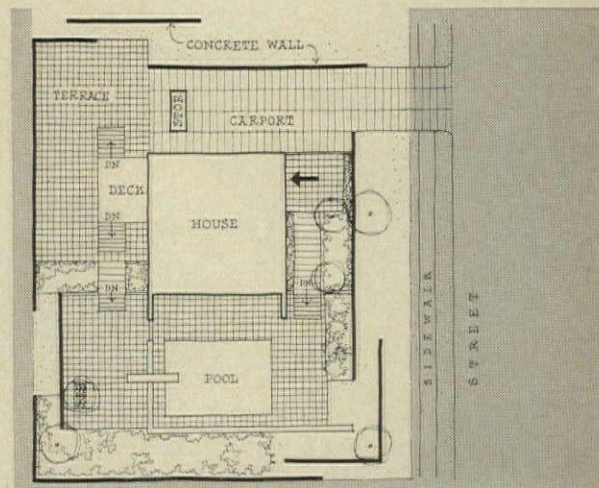 CONCRETE WALL
TERRACE
STOR
CARPORT
DN
DECK
DN
HOUSE
DN
DN
POOL
SIDEWALK
STREET